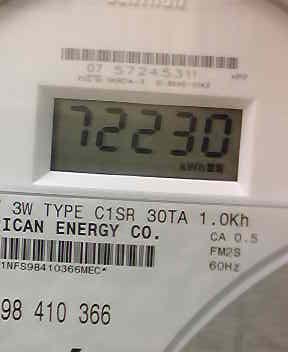 07 57245311
72230
kWh
3W TYPE C1SR 30TA 1.0Kh
ICAN ENERGY CO.
CA 0.5
FM2S
60Hz
1NFS98410366MEC*
98 410 366